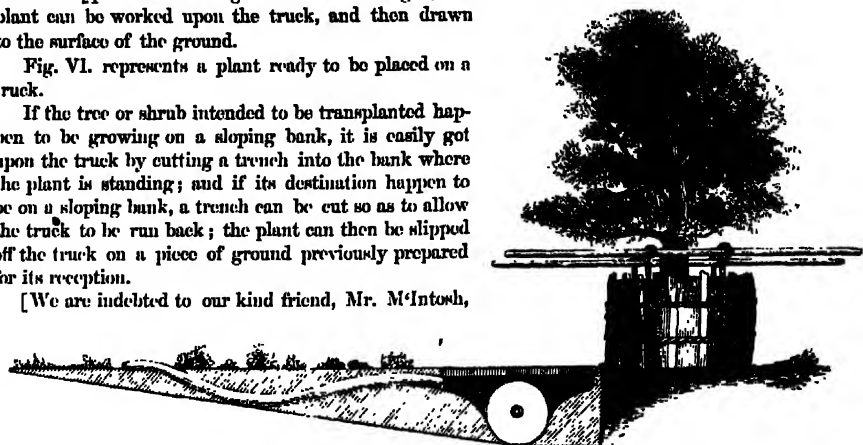 plant can be worked upon the truck, and then drawn
to the surface of the ground.
Fig. VI. represents a plant ready to be placed on a
truck.
If the tree or shrub intended to be transplanted hap-
pen to be growing on a sloping bank, it is easily got
upon the truck by cutting a trench into the bank where
the plant is standing; and if its destination happen to
be on a sloping bank, a trench can be cut so as to allow
the truck to be run back; the plant can then be slipped
off the truck on a piece of ground previously prepared
for its reception.
[We are indebted to our kind friend, Mr. M‘Intosh,